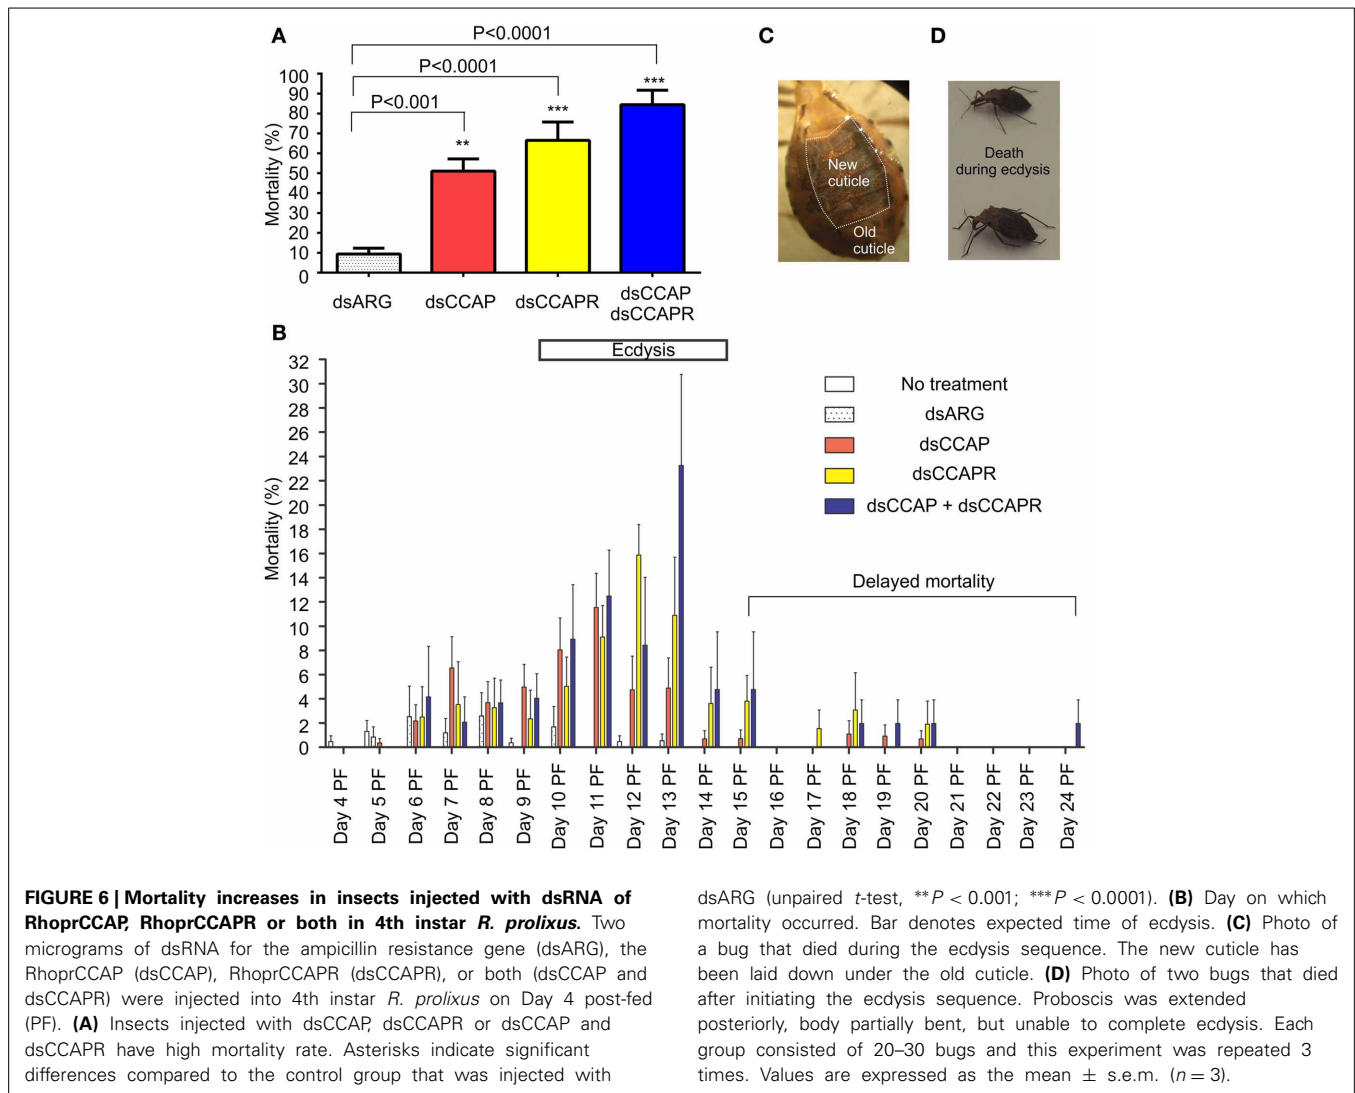 A
P<0.0001
P<0.0001
P<0.001
Mortality (%)
100
90
80
70
60
50
40
30
20
10
0
**
***
***
dsARG
dsCCAP
dsCCAPR
dsCCAP
dsCCAPR
C
New
cuticle
Old
cuticle
D
Death
during ecdysis
B
Ecdysis
Mortality (%)
32
30
28
26
24
22
20
18
16
14
12
10
8
6
4
2
0
No treatment
dsARG
dsCCAP
dsCCAPR
dsCCAP + dsCCAPR
Delayed mortality
Day 4 PF
Day 5 PF
Day 6 PF
Day 7 PF
Day 8 PF
Day 9 PF
Day 10 PF
Day 11 PF
Day 12 PF
Day 13 PF
Day 14 PF
Day 15 PF
Day 16 PF
Day 17 PF
Day 18 PF
Day 19 PF
Day 20 PF
Day 21 PF
Day 22 PF
Day 23 PF
Day 24 PF
FIGURE 6 | Mortality increases in insects injected with dsRNA of
RhoprCCAP, RhoprCCAPR or both in 4th instar R. prolixus. Two
micrograms of dsRNA for the ampicillin resistance gene (dsARG), the
RhoprCCAP (dsCCAP), RhoprCCAPR (dsCCAPR), or both (dsCCAP and
dsCCAPR) were injected into 4th instar R. prolixus on Day 4 post-fed
(PF). (A) Insects injected with dsCCAP, dsCCAPR or dsCCAP and
dsCCAPR have high mortality rate. Asterisks indicate significant
differences compared to the control group that was injected with
dsARG (unpaired t-test, **P < 0.001; ***P < 0.0001). (B) Day on which
mortality occurred. Bar denotes expected time of ecdysis. (C) Photo of
a bug that died during the ecdysis sequence. The new cuticle has
been laid down under the old cuticle. (D) Photo of two bugs that died
after initiating the ecdysis sequence. Proboscis was extended
posteriorly, body partially bent, but unable to complete ecdysis. Each
group consisted of 20–30 bugs and this experiment was repeated 3
times. Values are expressed as the mean ± s.e.m. (n = 3).